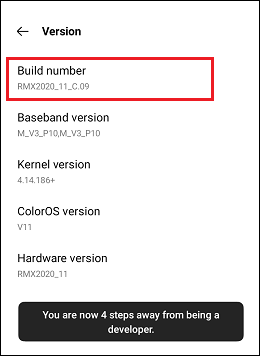 Version
Build number
RMX2020_11_C.09
Baseband version
M_V3_P10,M_V3_P10
Kernel version
4.14.186+
ColorOS version
V11
Hardware version
RMX2020_11
You are now 4 steps away from being a
developer.